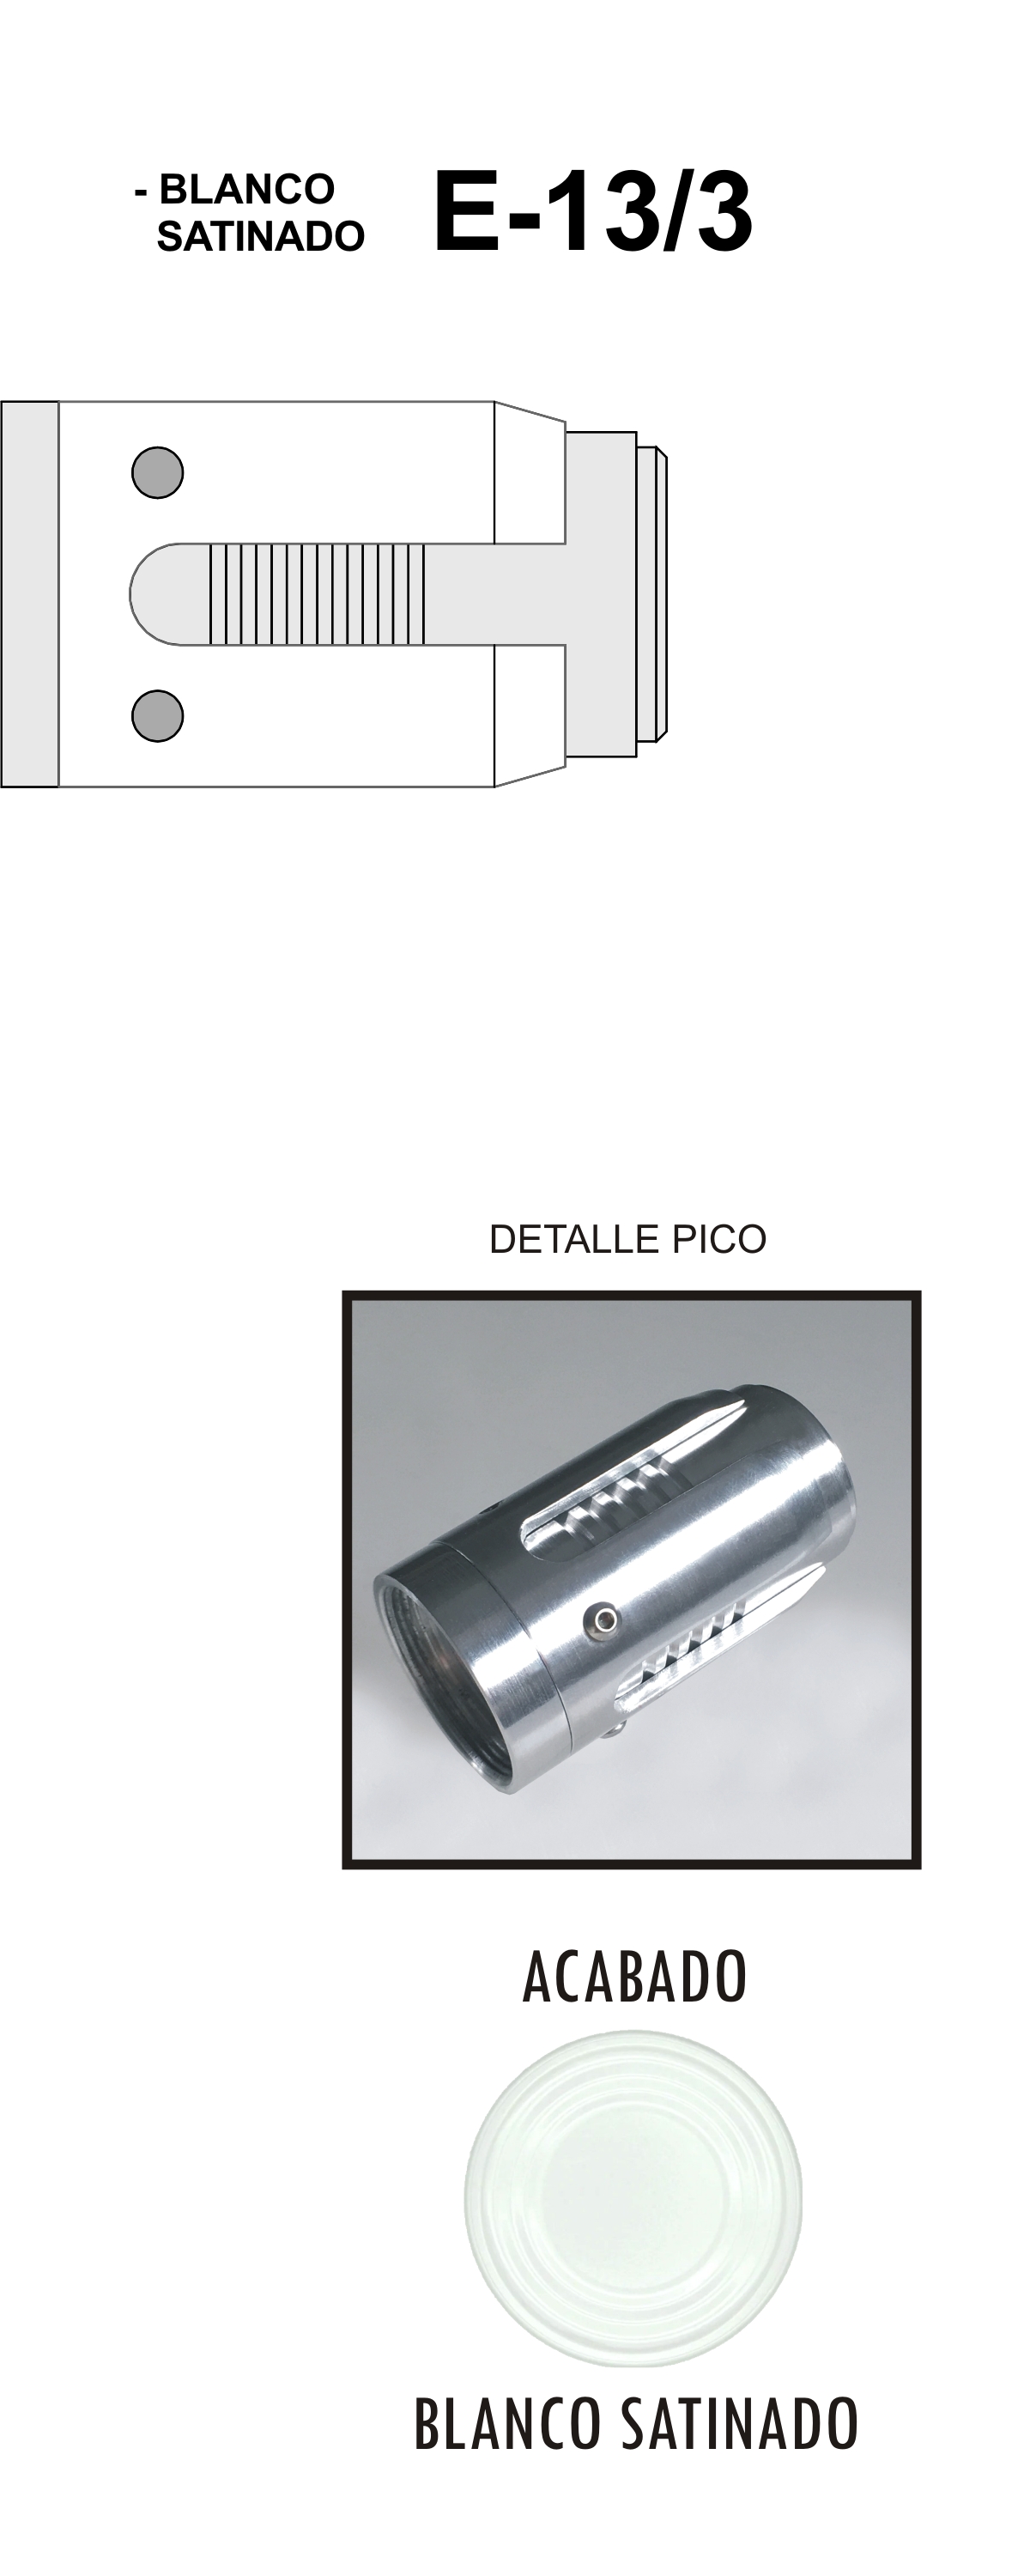 - BLANCO
SATINADO
E-13/3
DETALLE PICO
ACABADO
BLANCO SATINADO